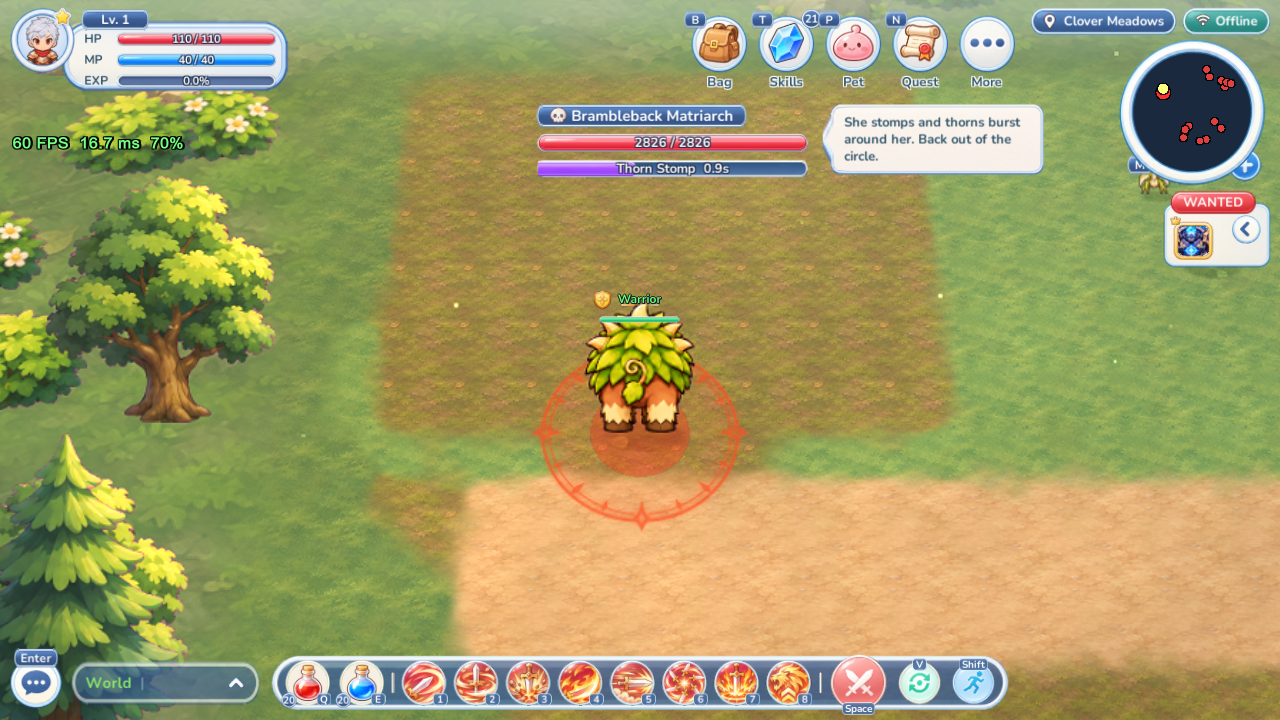 Lv. 1
HP 110 / 110
MP 40 / 40
EXP 0.0%
60 FPS 16.7 ms 70%
B T 21 P N
Bag Skills Pet Quest More
Clover Meadows
Offline
Brambleback Matriarch
2826 / 2826
Thorn Stomp 0.9s
She stomps and thorns burst
around her. Back out of the
circle.
M
WANTED
Warrior
Enter
World
20 Q 20 E 1 2 3 4 5 6 7 8 Space V Shift